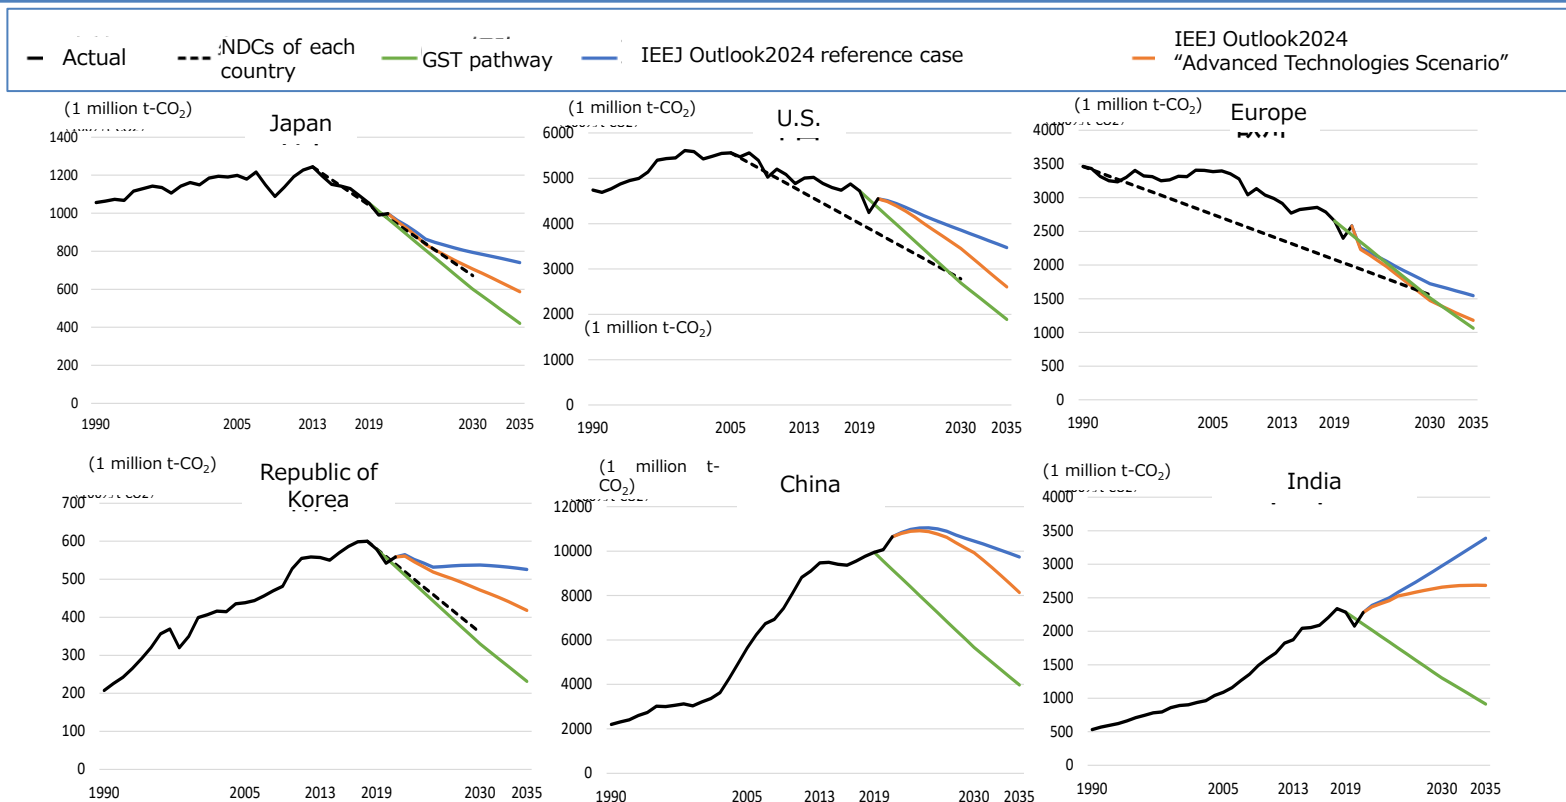 Actual
NDCs of each
country
GST pathway
IEEJ Outlook2024 reference case
IEEJ Outlook2024
“Advanced Technologies Scenario”
(1 million t-CO2)
Japan
1400
1200
1000
800
600
400
200
0
1990 2005 2013 2019 2030 2035
(1 million t-CO2)
U.S.
6000
5000
4000
3000
2000
(1 million t-CO2)
1000
0
1990 2005 2013 2019 2030 2035
(1 million t-CO2)
Europe
4000
3500
3000
2500
2000
1500
1000
500
0
1990 2005 2013 2019 2030 2035
(1 million t-CO2)
Republic of
Korea
700
600
500
400
300
200
100
0
1990 2005 2013 2019 2030 2035
(1 million t-
CO2)
China
12000
10000
8000
6000
4000
2000
0
1990 2005 2013 2019 2030 2035
(1 million t-CO2)
India
4000
3500
3000
2500
2000
1500
1000
500
0
1990 2005 2013 2019 2030 2035